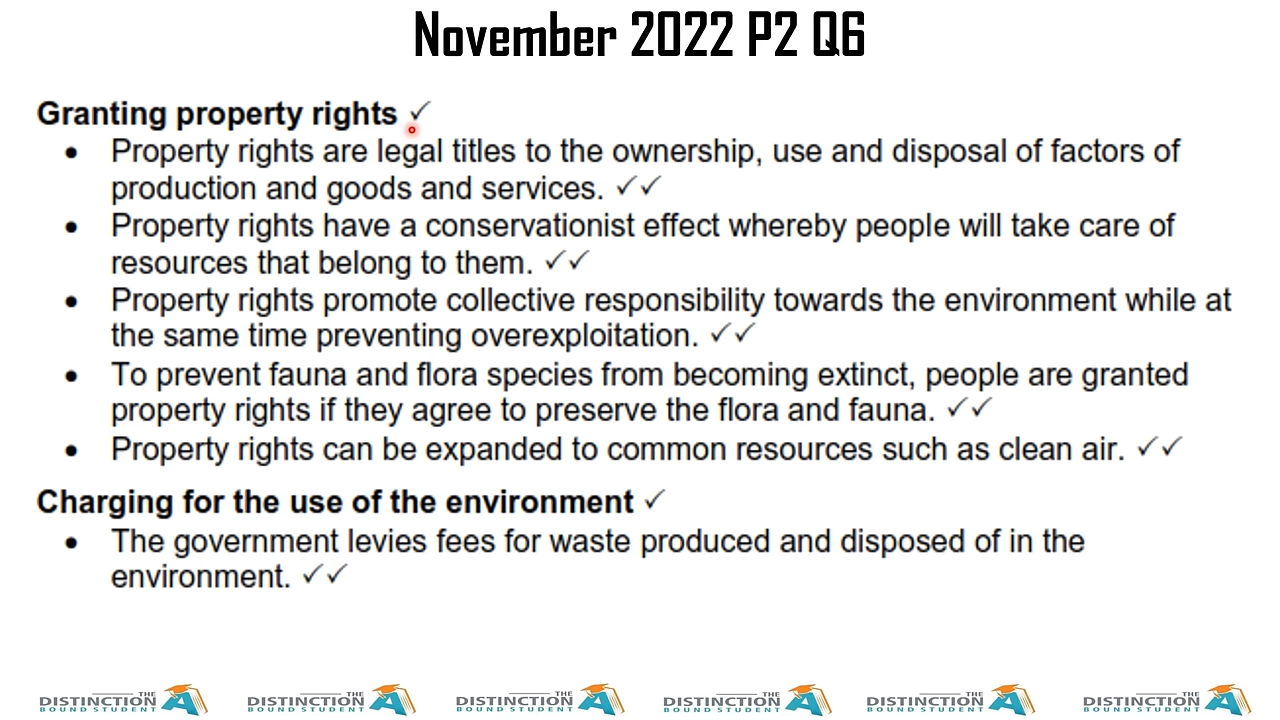 November 2022 P2 Q6
Granting property rights ✓
• Property rights are legal titles to the ownership, use and disposal of factors of
production and goods and services. ✓✓
• Property rights have a conservationist effect whereby people will take care of
resources that belong to them. ✓✓
• Property rights promote collective responsibility towards the environment while at
the same time preventing overexploitation. ✓✓
• To prevent fauna and flora species from becoming extinct, people are granted
property rights if they agree to preserve the flora and fauna. ✓✓
• Property rights can be expanded to common resources such as clean air. ✓✓
Charging for the use of the environment ✓
• The government levies fees for waste produced and disposed of in the
environment. ✓✓
THE DISTINCTION BOUND STUDENT A
THE DISTINCTION BOUND STUDENT A
THE DISTINCTION BOUND STUDENT A
THE DISTINCTION BOUND STUDENT A
THE DISTINCTION BOUND STUDENT A
THE DISTINCTION BOUND STUDENT A